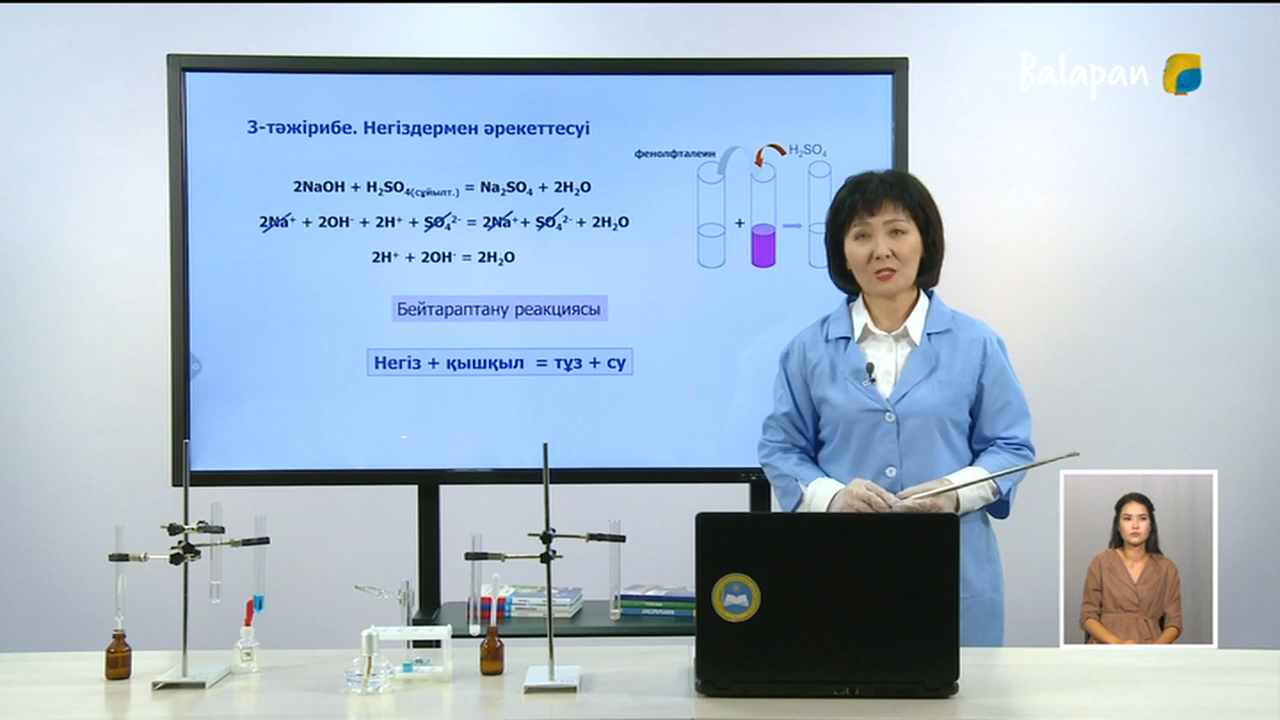 Balapan
3-тәжірибе. Негіздермен әрекеттесуі
фенолфталеин
H₂SO₄
2NaOH + H₂SO₄(сұйылт.) = Na₂SO₄ + 2H₂O
2Na⁺ + 2OH⁻ + 2H⁺ + SO₄²⁻ = 2Na⁺ + SO₄²⁻ + 2H₂O
+
2H⁺ + 2OH⁻ = 2H₂O
Бейтараптану реакциясы
Негіз + қышқыл = тұз + су